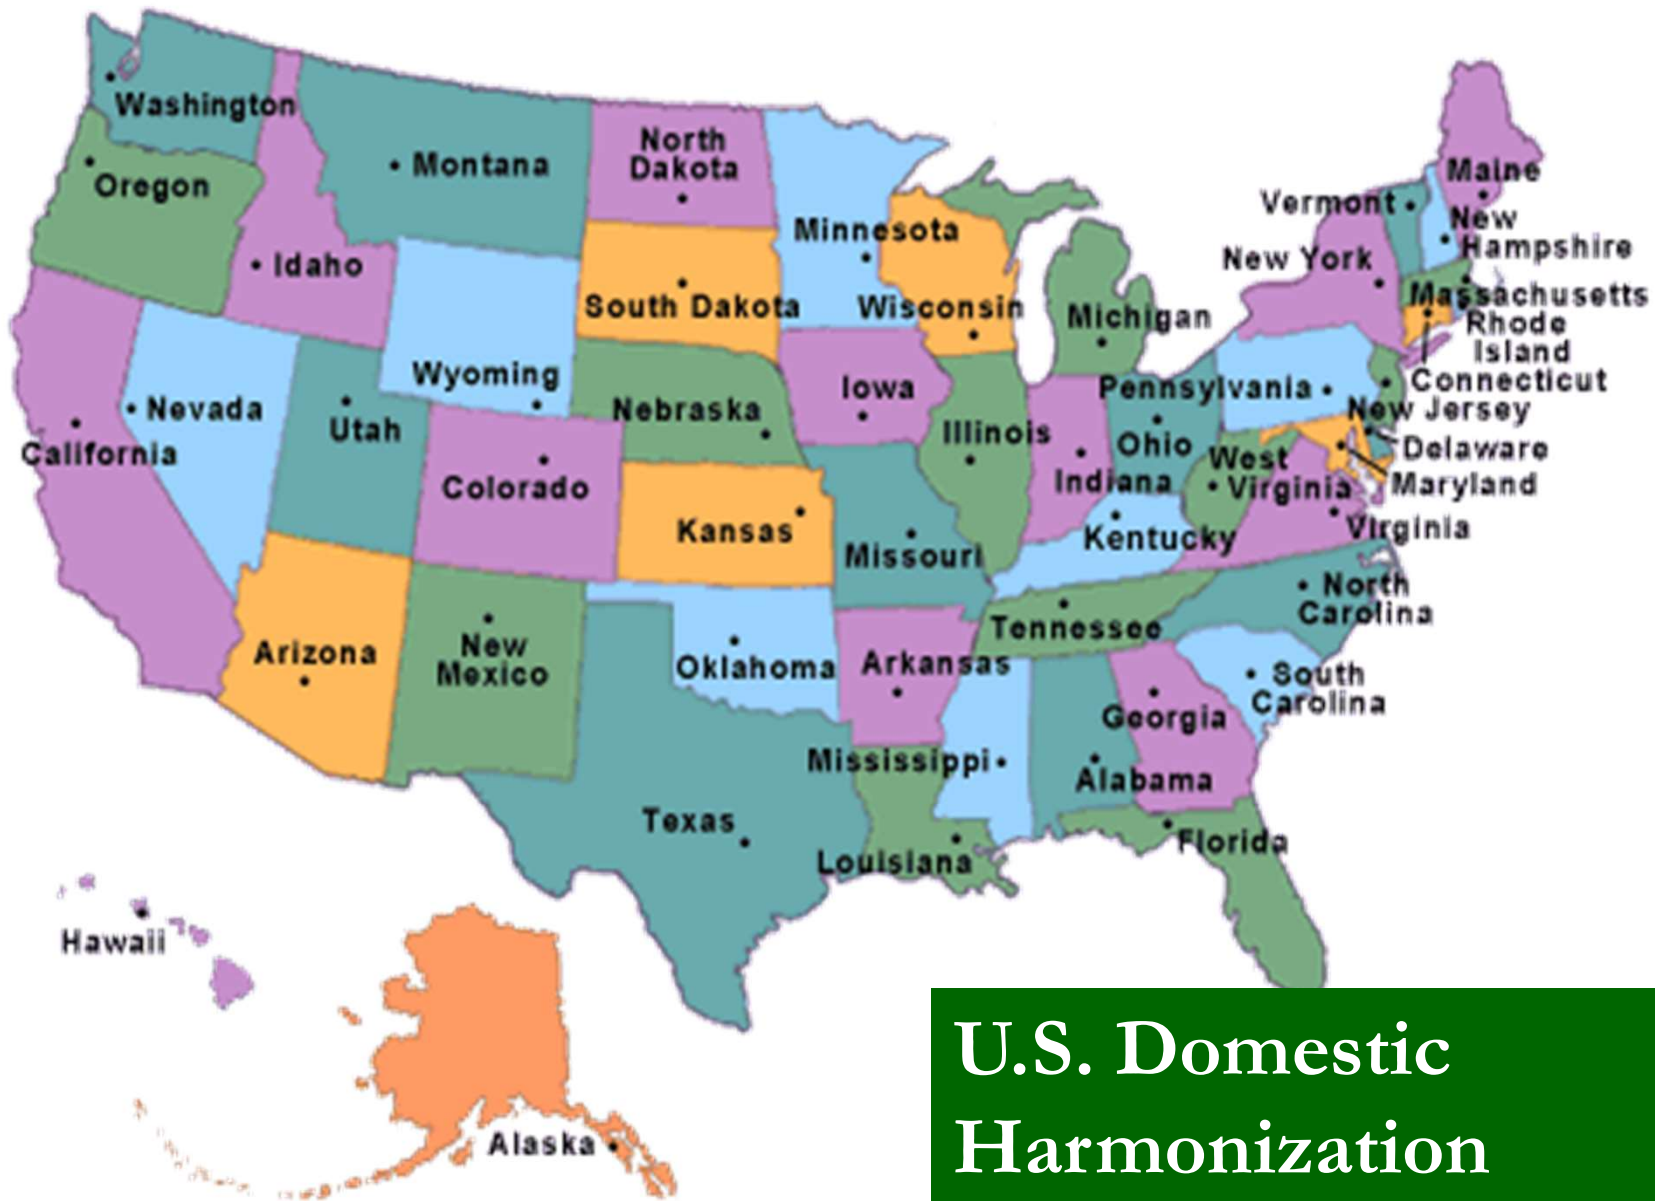 Washington
Oregon
Montana
Idaho
North
Dakota
Minnesota
South Dakota
Wisconsin
Michigan
Maine
Vermont
New
Hampshire
New York
Massachusetts
Rhode
Island
Connecticut
New Jersey
Delaware
Maryland
Pennsylvania
Wyoming
Nevada
Utah
California
Colorado
Nebraska
Iowa
Illinois
Indiana
Ohio
West
Virginia
Virginia
Kansas
Missouri
Kentucky
North
Carolina
Tennessee
South
Carolina
Arizona
New
Mexico
Oklahoma
Arkansas
Georgia
Mississippi
Alabama
Texas
Louisiana
Florida
Hawaii
Alaska
U.S. Domestic
Harmonization